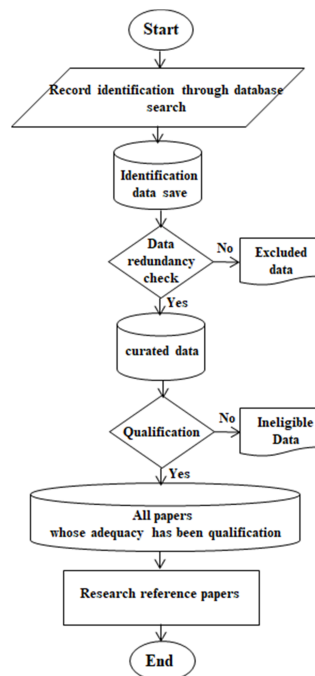 Start
Record identification through database
search
Identification
data save
Data
redundancy
check
No
Excluded
data
Yes
curated data
Qualification
No
Ineligible
Data
Yes
All papers
whose adequacy has been qualification
Research reference papers
End